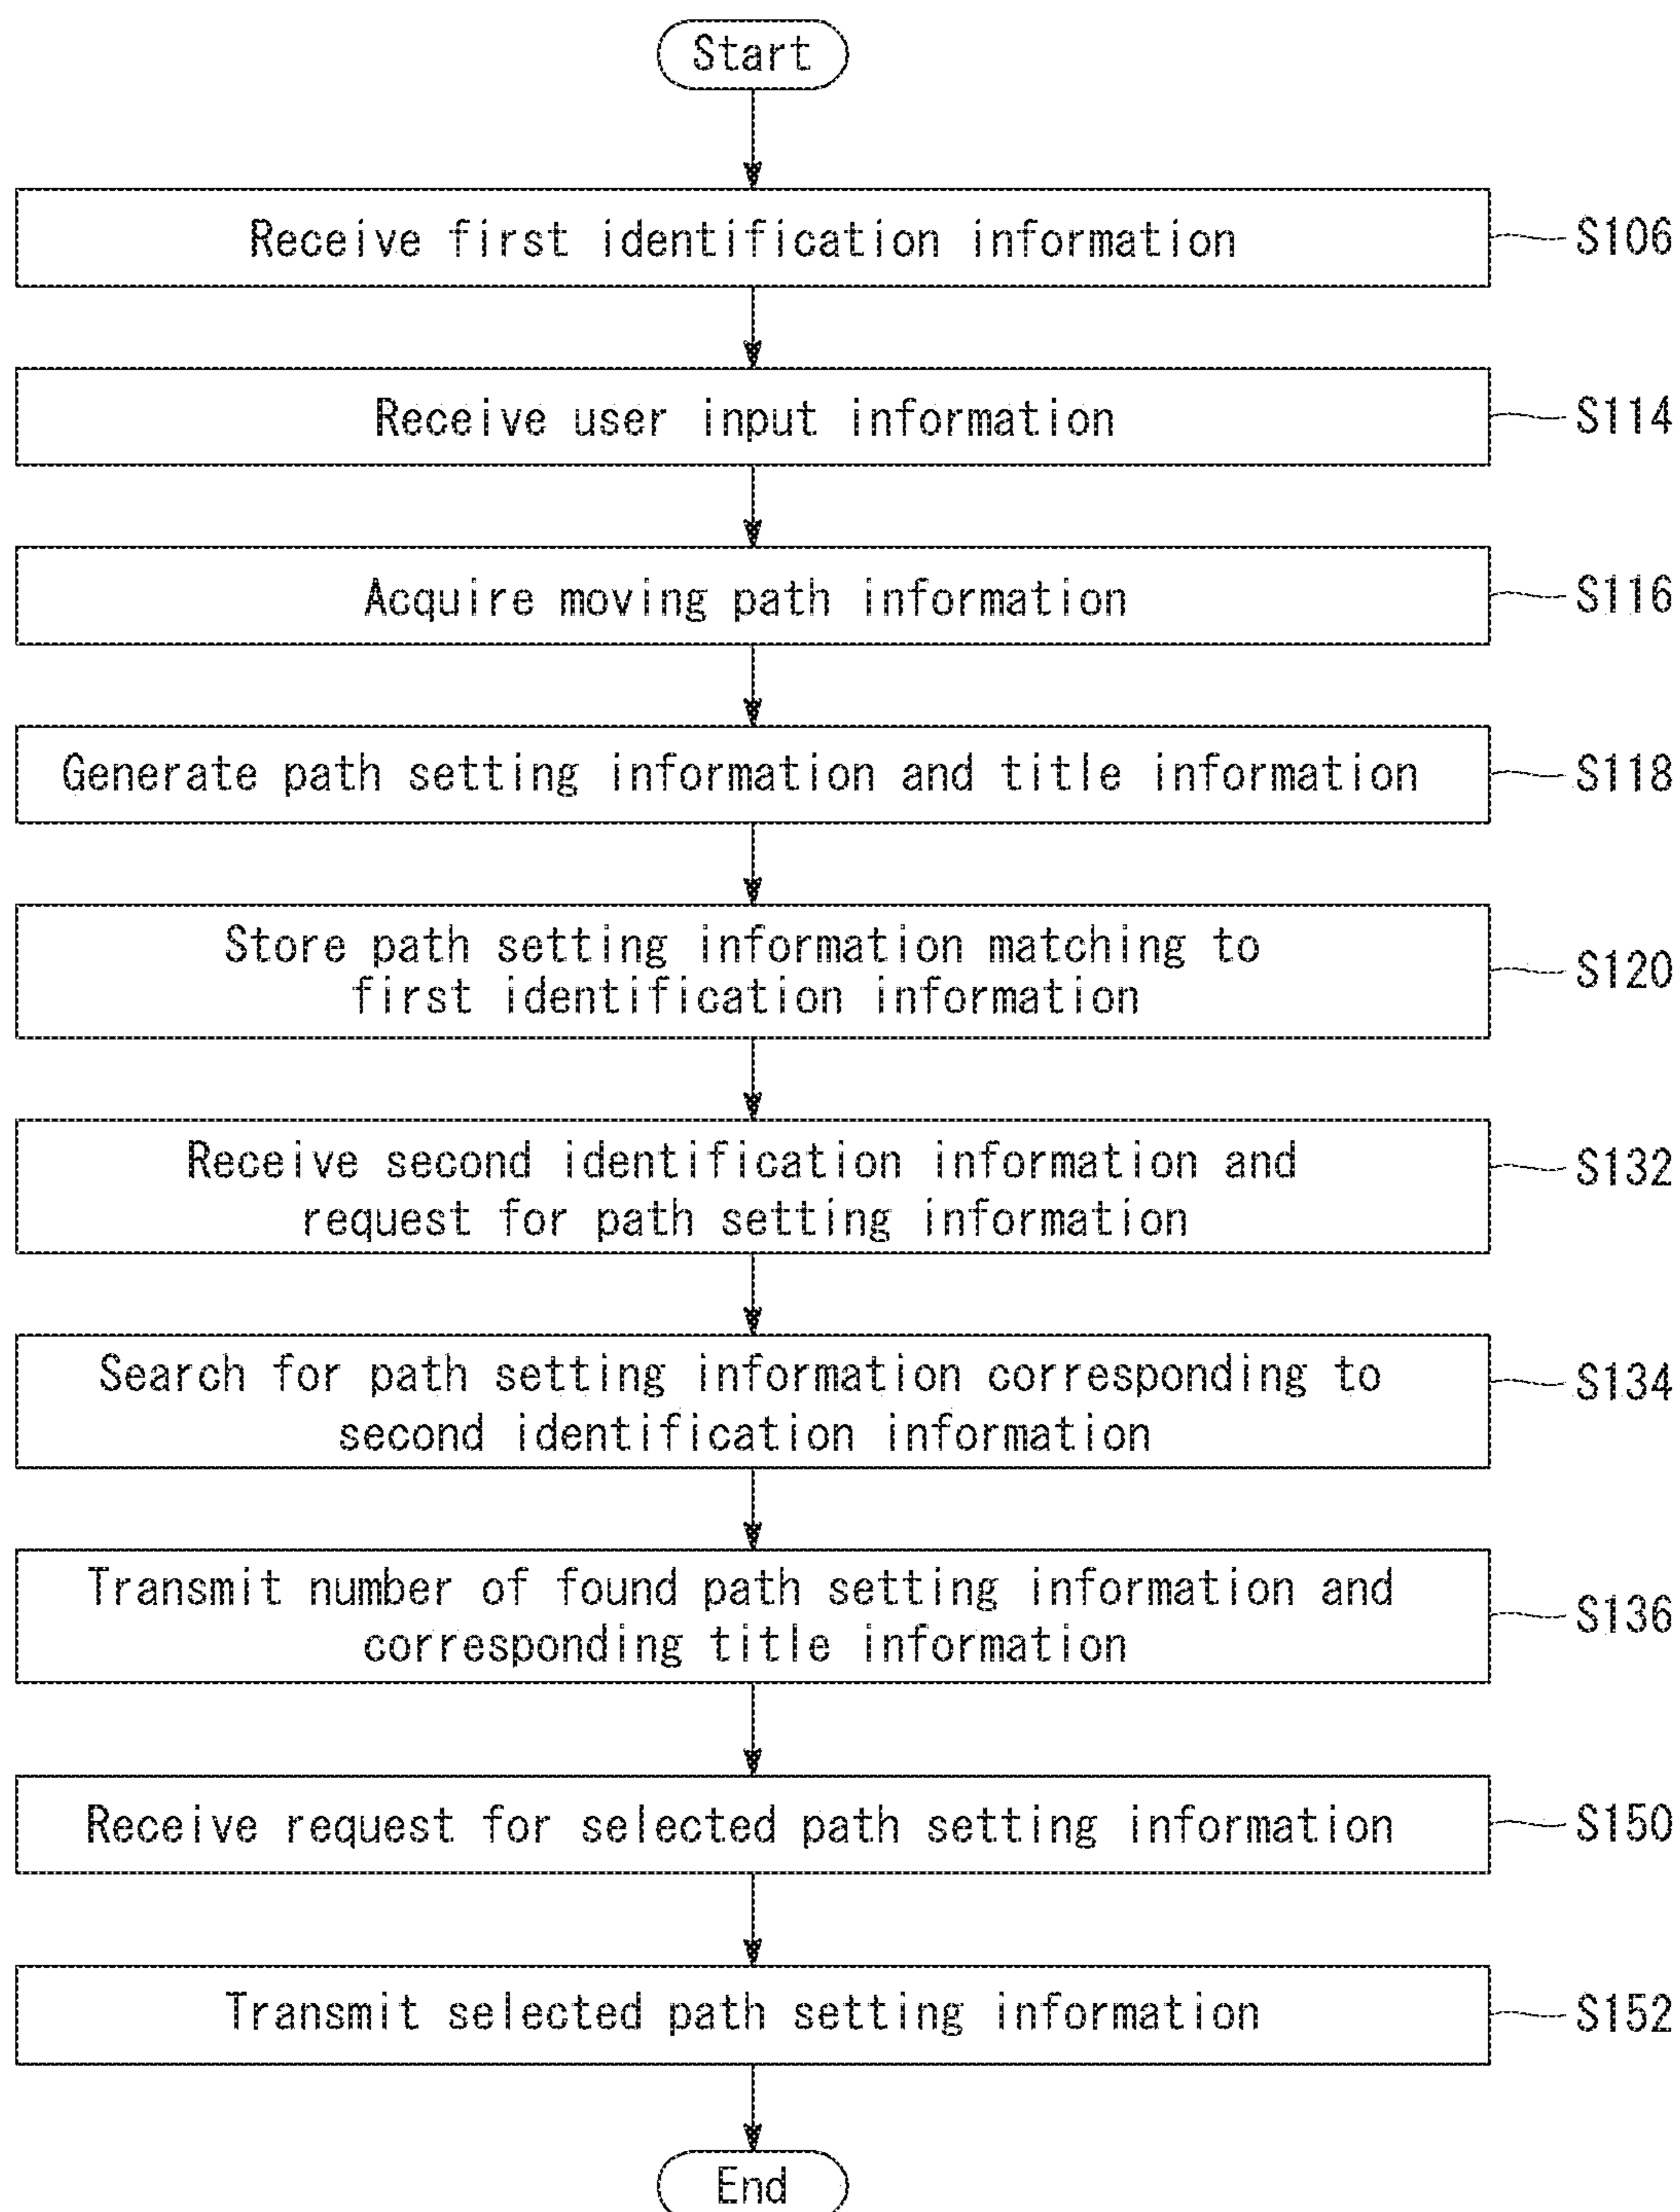 Start
Receive first identification information
S106
Receive user input information
S114
Acquire moving path information
S116
Generate path setting information and title information
S118
Store path setting information matching to
first identification information
S120
Receive second identification information and
request for path setting information
S132
Search for path setting information corresponding to
second identification information
S134
Transmit number of found path setting information and
corresponding title information
S136
Receive request for selected path setting information
S150
Transmit selected path setting information
S152
End